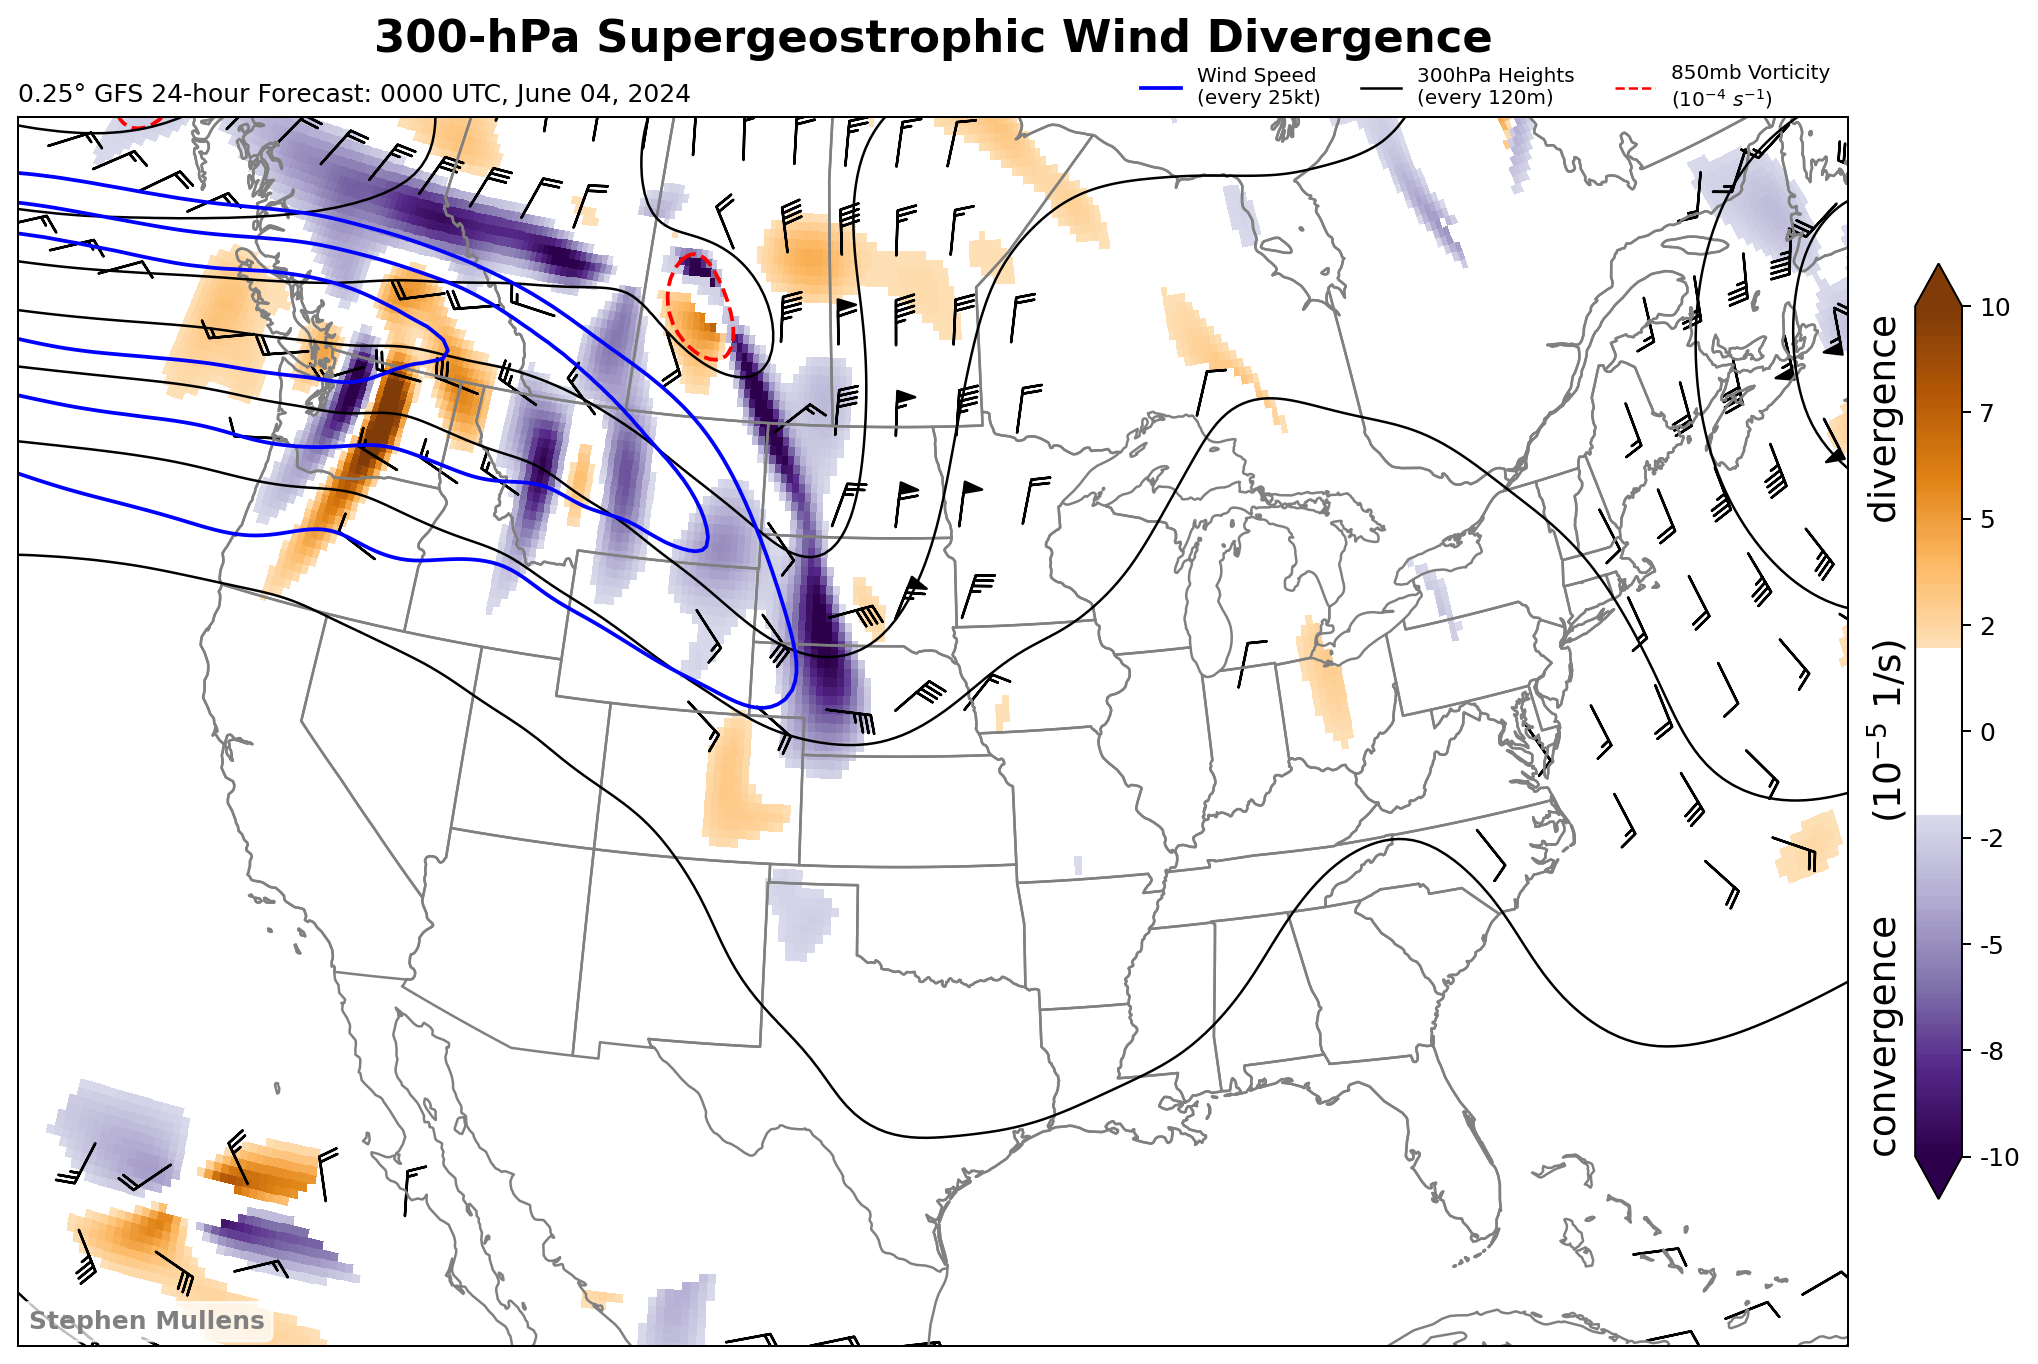 300-hPa Supergeostrophic Wind Divergence
0.25° GFS 24-hour Forecast: 0000 UTC, June 04, 2024
Wind Speed
(every 25kt)
300hPa Heights
(every 120m)
850mb Vorticity
(10⁻⁴ s⁻¹)
10
7
5
2
0
-2
-5
-8
-10
convergence (10⁻⁵ 1/s) divergence
Stephen Mullens